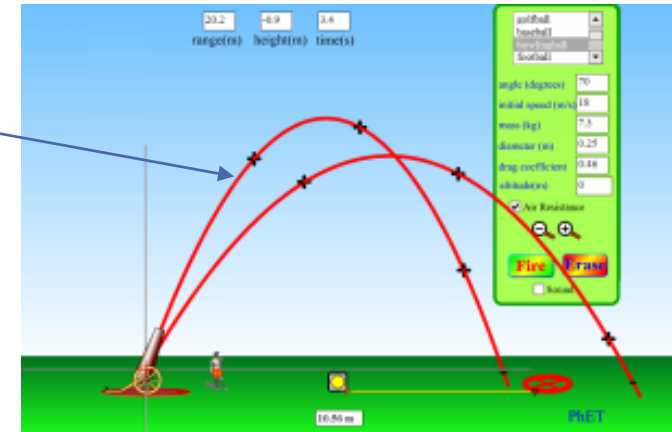 20.2 -0.9 3.4
range(m) height(m) time(s)
golfball
baseball
bowlingball
football
angle (degrees) 70
initial speed (m/s) 18
mass (kg) 7.3
diameter (m) 0.25
drag coefficient 0.46
altitude(m) 0
Air Resistance
Fire Erase
Sound
10.56 m
PhET